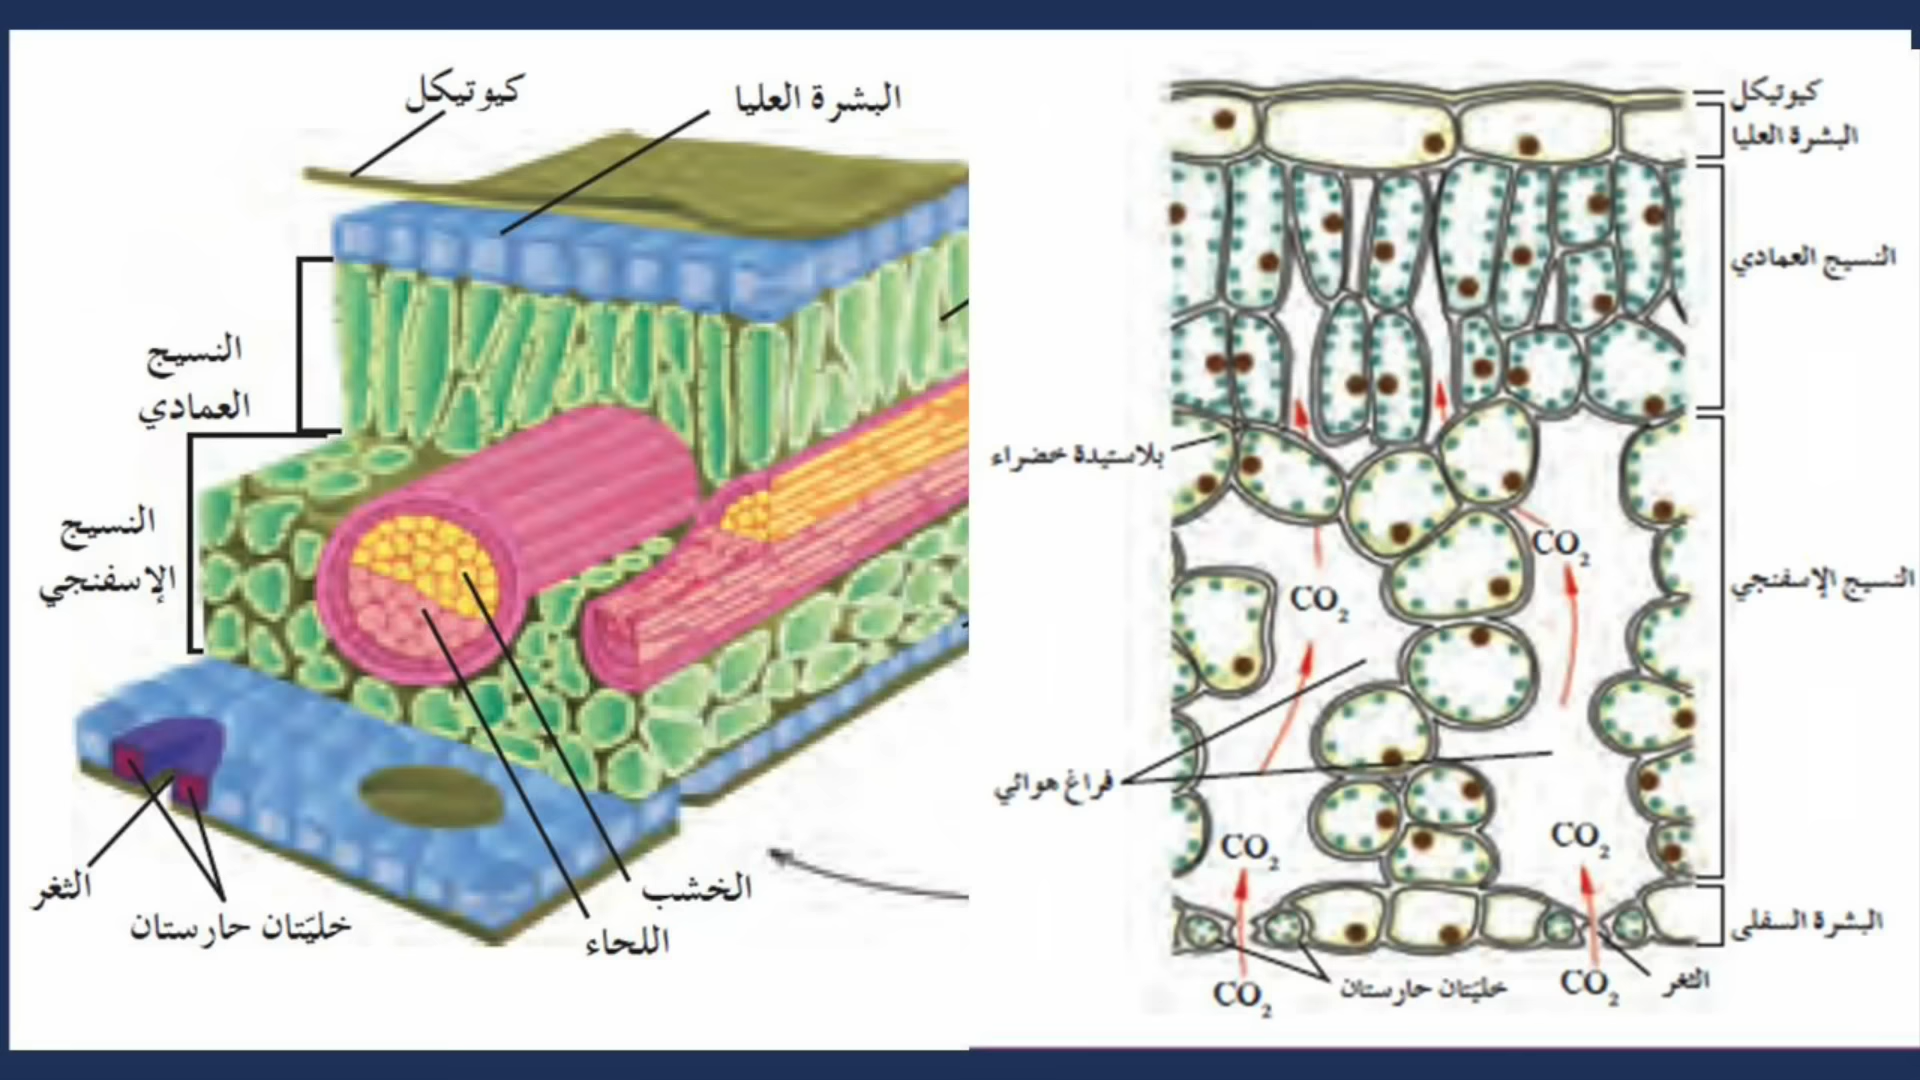 كيوتيكل
البشرة العليا
النسيج
العمادي
النسيج
الإسفنجي
الثغر
خليّتان حارستان
الخشب
اللحاء
كيوتيكل
البشرة العليا
النسيج العمادي
بلاستيدة خضراء
CO2
CO2
النسيج الإسفنجي
فراغ هوائي
CO2
CO2
البشرة السفلى
CO2
خليّتان حارستان
CO2
الثغر